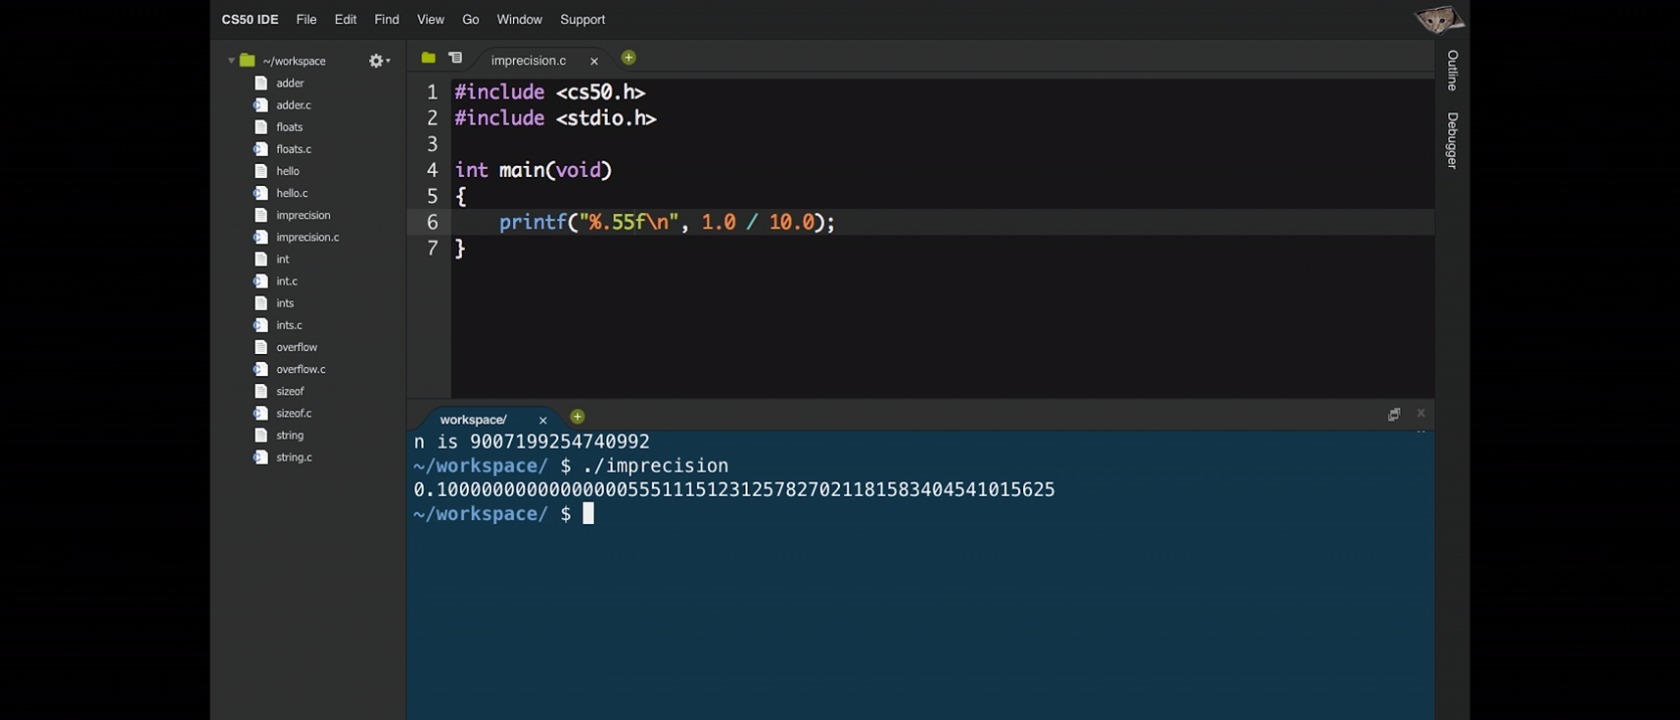 CS50 IDE File Edit Find View Go Window Support
~/workspace
adder
adder.c
floats
floats.c
hello
hello.c
imprecision
imprecision.c
int
int.c
ints
ints.c
overflow
overflow.c
sizeof
sizeof.c
string
string.c
imprecision.c
1 #include <cs50.h>
2 #include <stdio.h>
3
4 int main(void)
5 {
6     printf("%.55f\n", 1.0 / 10.0);
7 }
Outline
Debugger
workspace/
n is 9007199254740992
~/workspace/ $ ./imprecision
0.1000000000000000055511151231257827021181583404541015625
~/workspace/ $